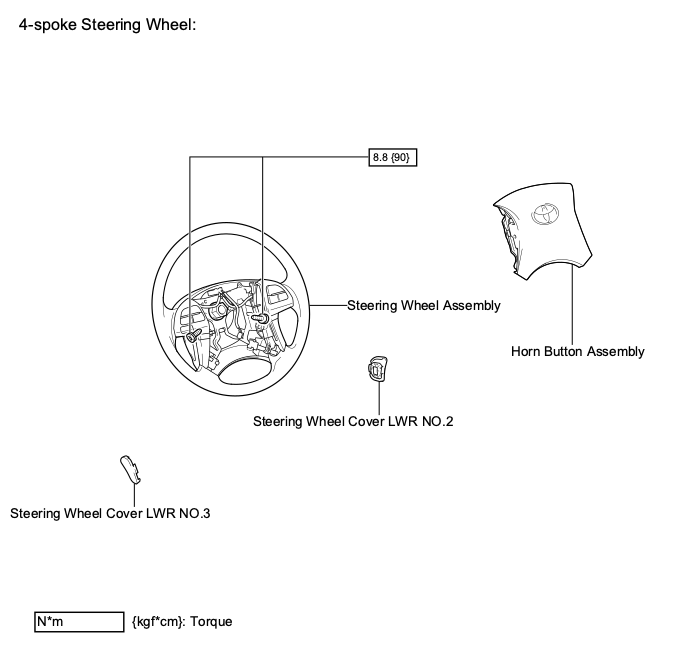 4-spoke Steering Wheel:
8.8 {90}
Steering Wheel Assembly
Horn Button Assembly
Steering Wheel Cover LWR NO.2
Steering Wheel Cover LWR NO.3
N*m {kgf*cm}: Torque